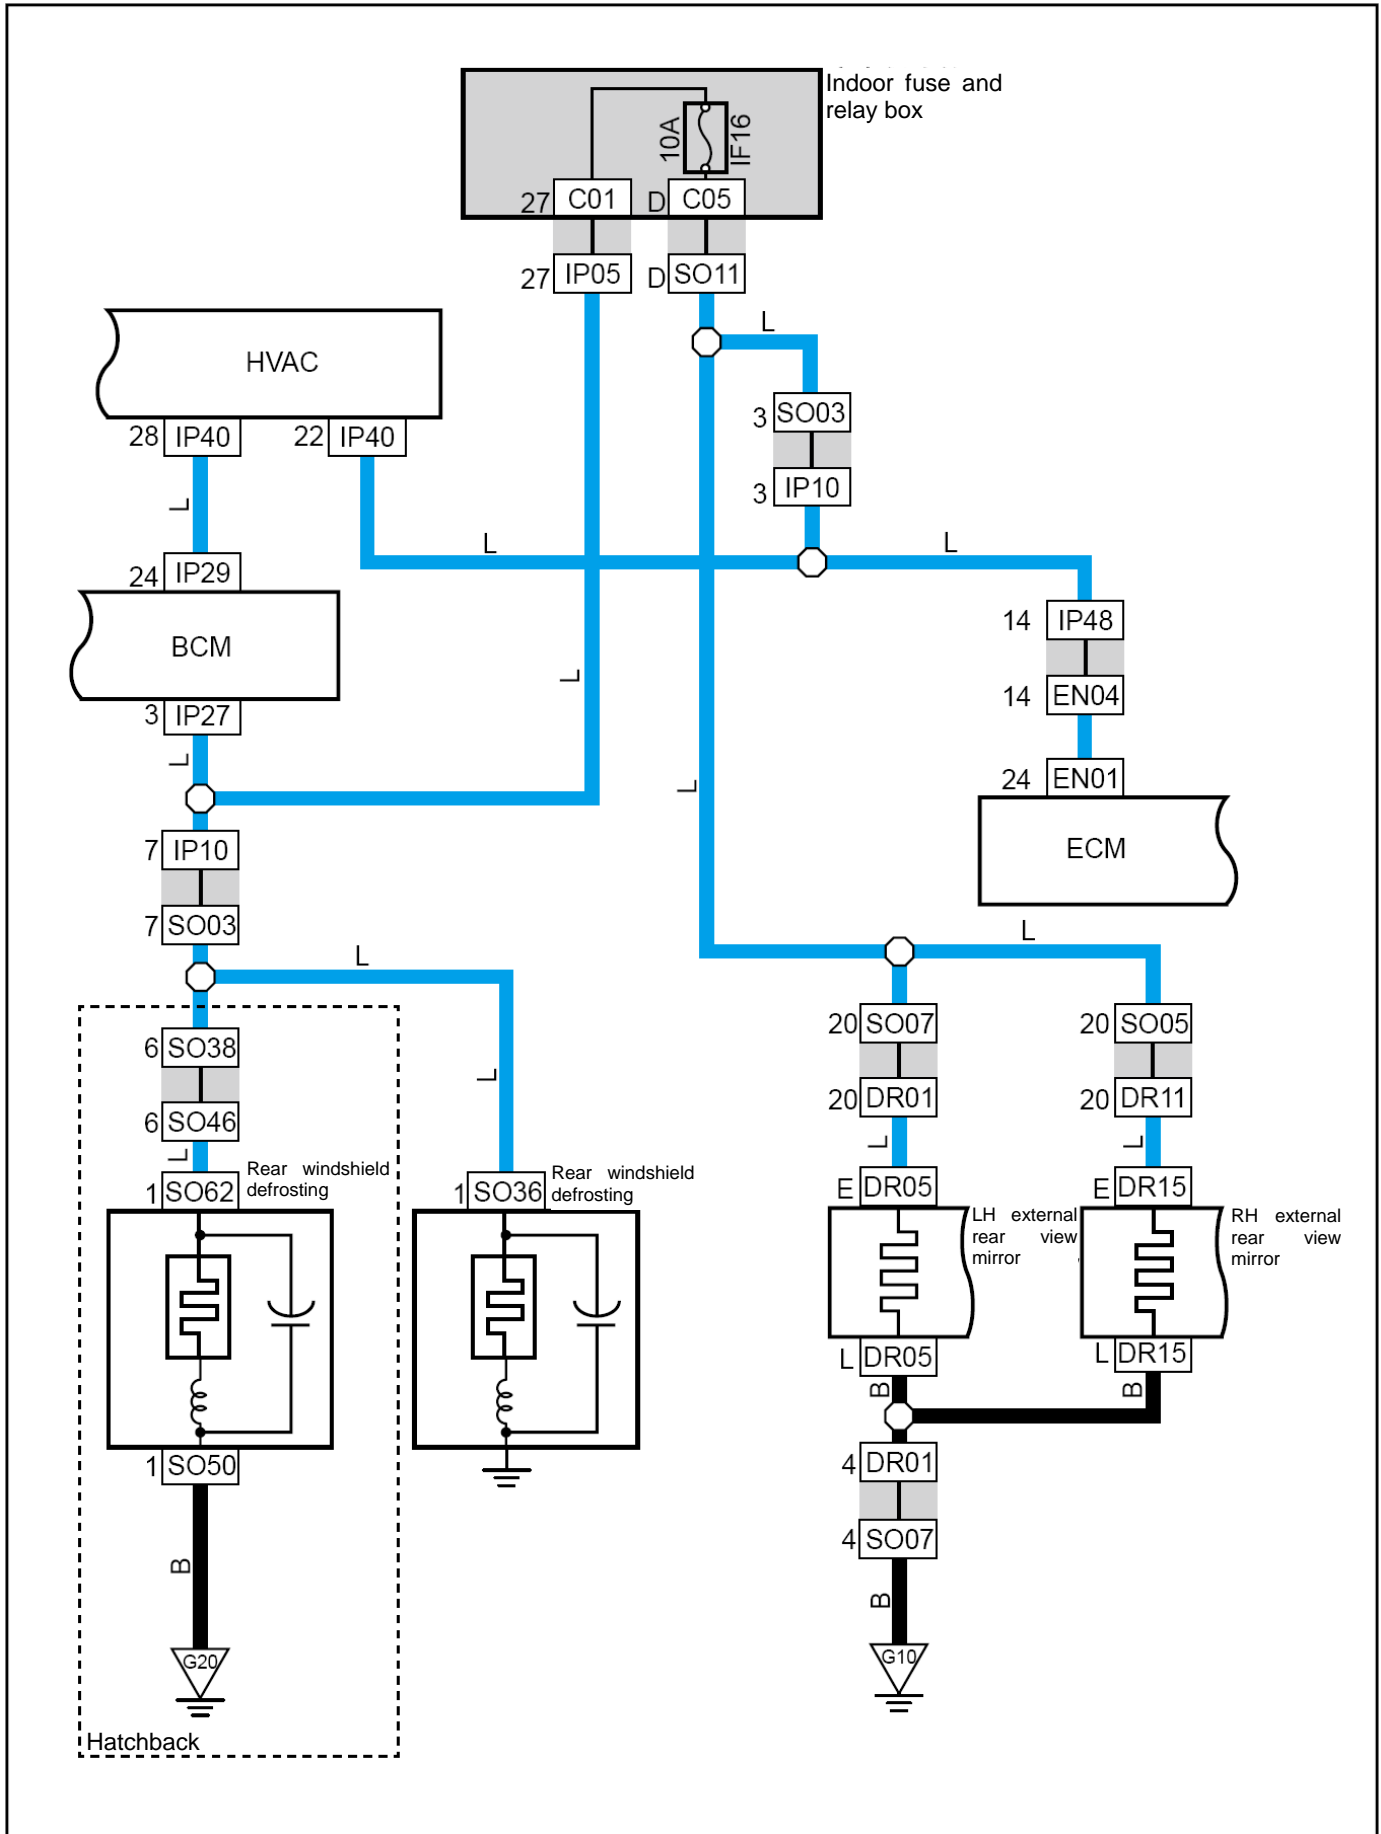 Indoor fuse and
relay box
10A
IF16
27 C01
D C05
27 IP05
D SO11
L
HVAC
28 IP40
22 IP40
3 SO03
3 IP10
L
L
L
24 IP29
BCM
3 IP27
14 IP48
14 EN04
24 EN01
ECM
L
L
L
7 IP10
7 SO03
L
L
6 SO38
6 SO46
L
L
20 SO07
20 DR01
L
20 SO05
20 DR11
L
1 SO62
Rear windshield
defrosting
1 SO36
Rear windshield
defrosting
E DR05
LH external
rear view
mirror
E DR15
RH external
rear view
mirror
L DR05
L DR15
B
B
1 SO50
4 DR01
4 SO07
B
B
G20
G10
Hatchback